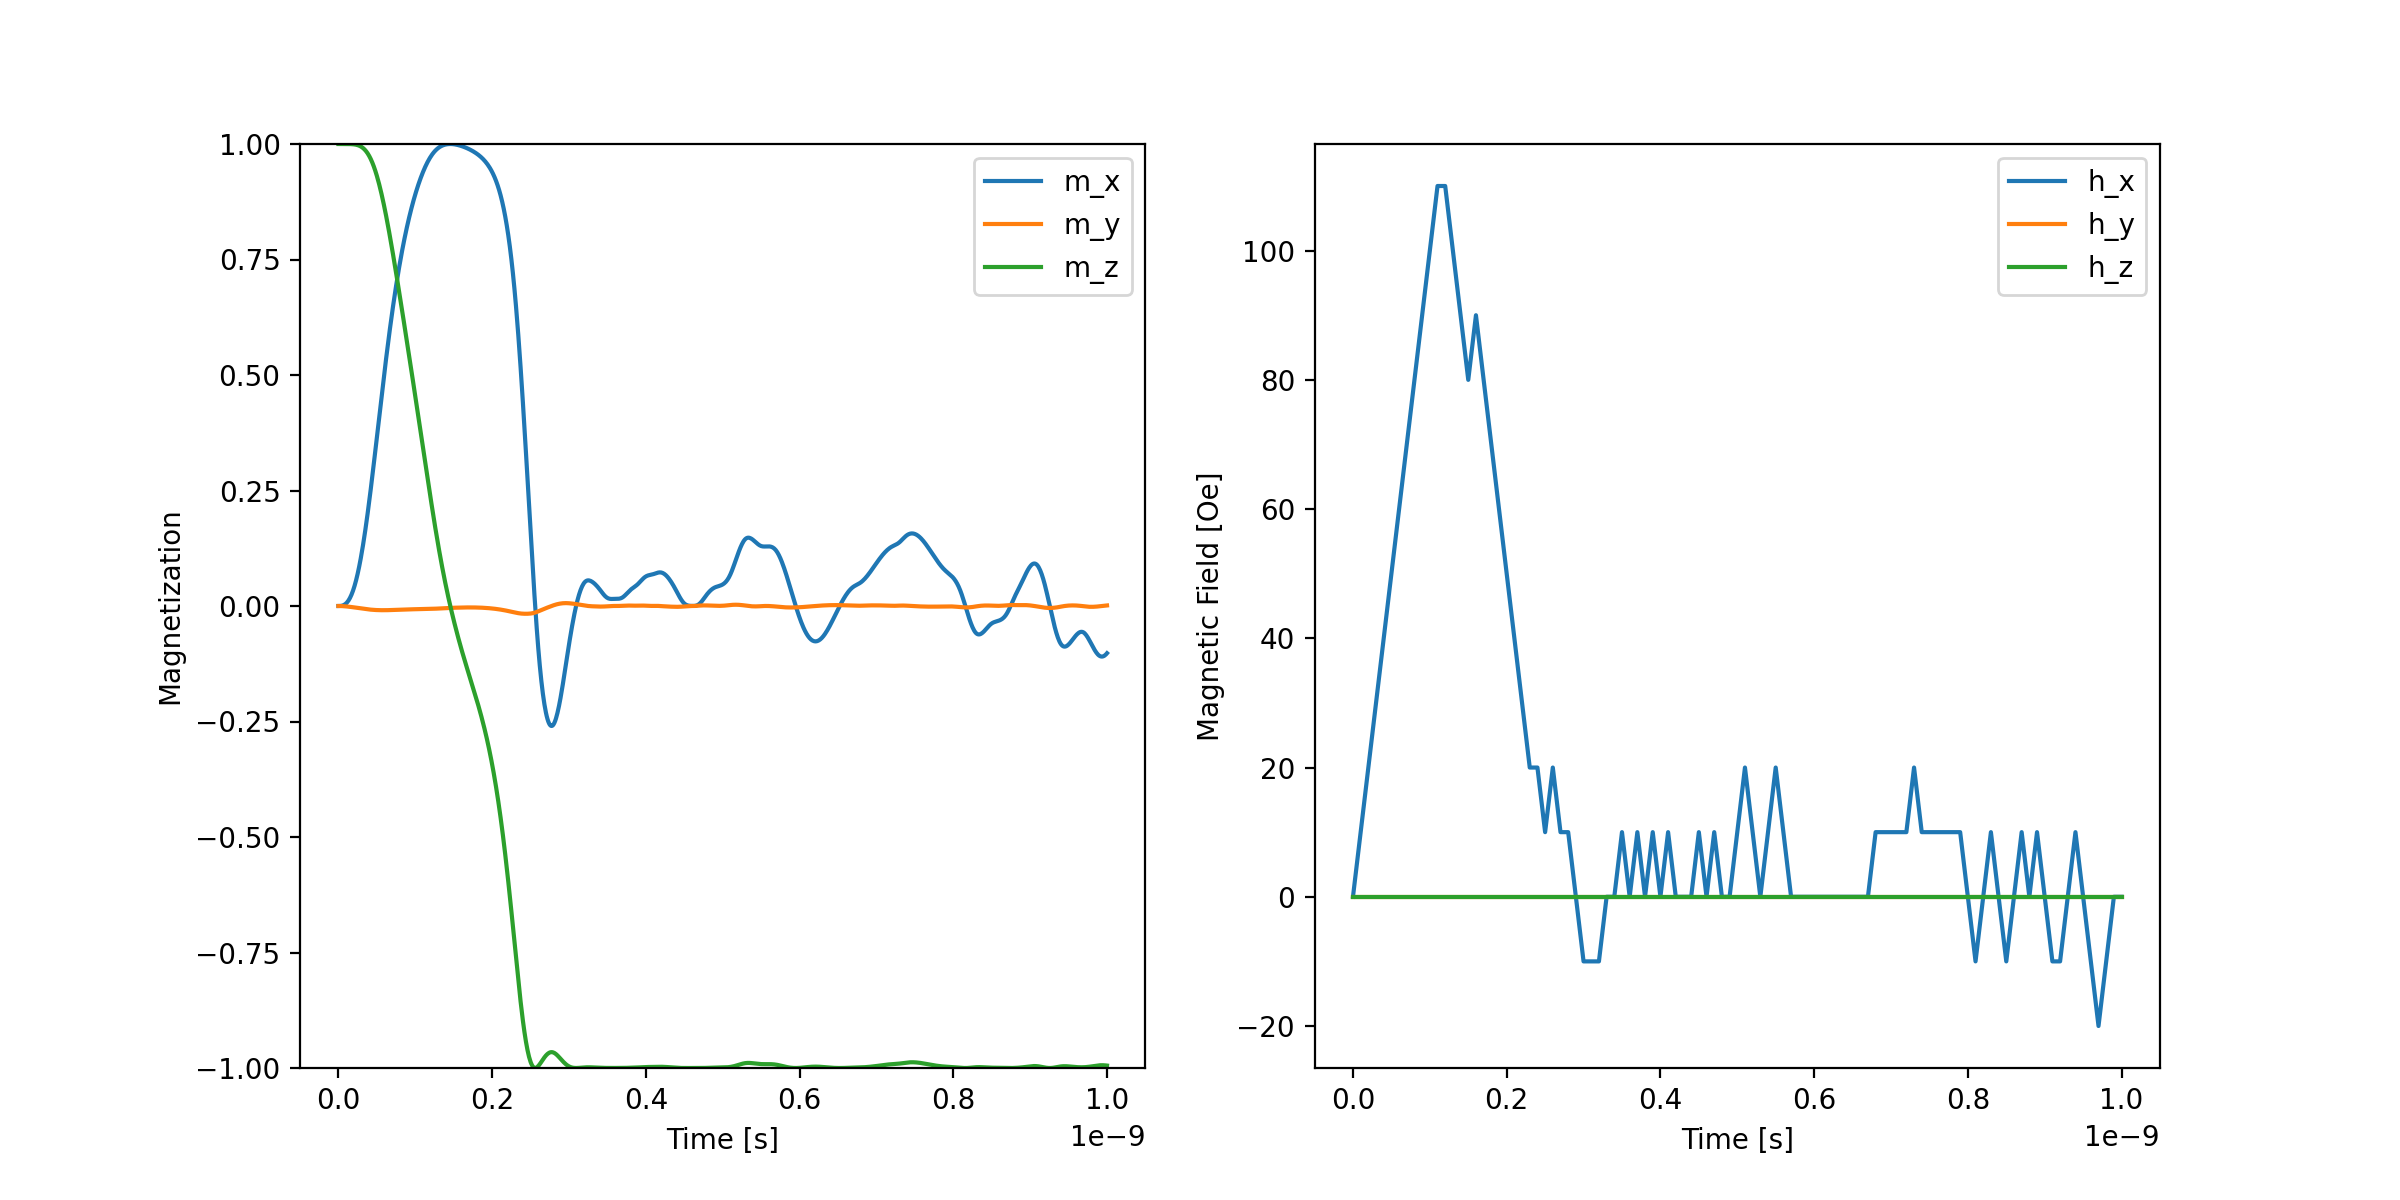 1.00
0.75
0.50
0.25
0.00
−0.25
−0.50
−0.75
−1.00
Magnetization
0.0 0.2 0.4 0.6 0.8 1.0
Time [s]
1e−9
m_x
m_y
m_z
100
80
60
40
20
0
−20
Magnetic Field [Oe]
0.0 0.2 0.4 0.6 0.8 1.0
Time [s]
1e−9
h_x
h_y
h_z